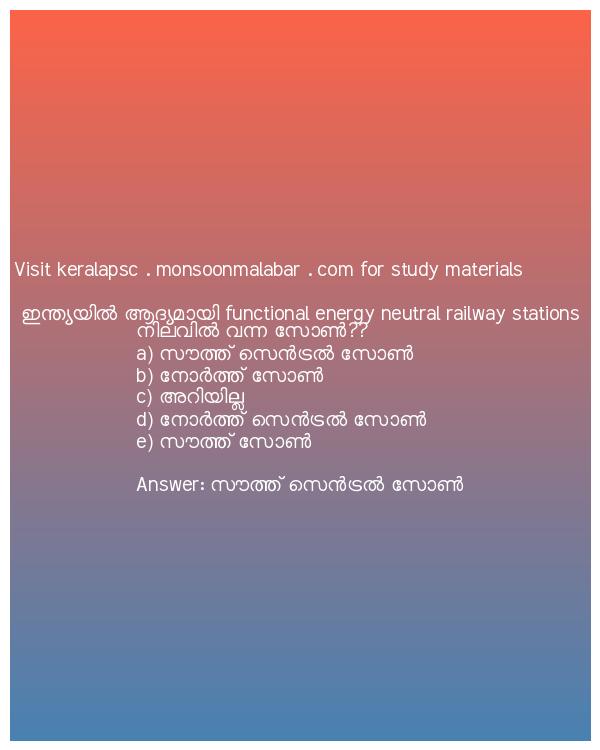 Visit keralapsc . monsoonmalabar . com for study materials
ഇന്ത്യയിൽ ആദ്യമായി functional energy neutral railway stations
നിലവിൽ വന്ന സോൺ??
a) സൗത്ത് സെൻട്രൽ സോൺ
b) നോർത്ത് സോൺ
c) അറിയില്ല
d) നോർത്ത് സെൻട്രൽ സോൺ
e) സൗത്ത് സോൺ
Answer: സൗത്ത് സെൻട്രൽ സോൺ